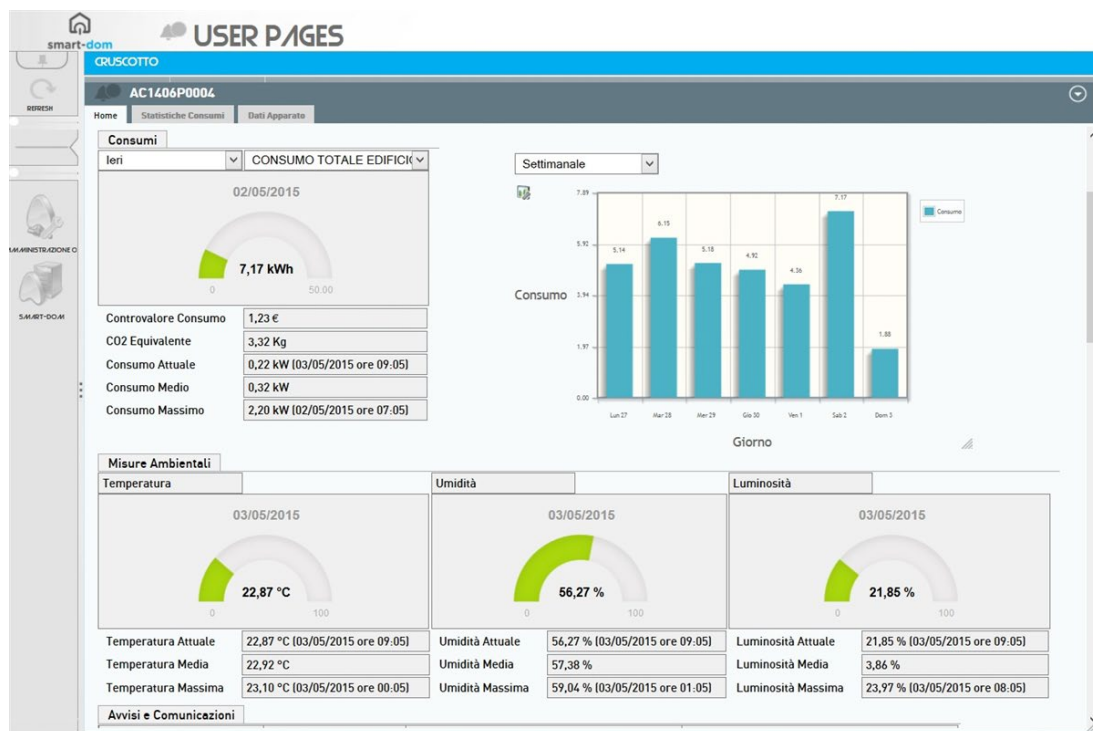 smart-dom
USER PAGES
CRUSCOTTO
REFRESH
AC1406P0004
Home Statistiche Consumi Dati Apparato
Consumi
Ieri CONSUMO TOTALE EDIFICI
02/05/2015
7,17 kWh
0 50.00
Controvalore Consumo 1,23 €
CO2 Equivalente 3,32 Kg
Consumo Attuale 0,22 kW (03/05/2015 ore 09:05)
Consumo Medio 0,32 kW
Consumo Massimo 2,20 kW (02/05/2015 ore 07:05)
AMMINISTRAZIONE C
SMART-DOM
Settimanale
7.89
5.92
3.94
1.97
0.00
Consumo
5.14 6.15 5.18 4.92 4.36 7.17 1.88
Lun 27 Mar 28 Mer 29 Gio 30 Ven 1 Sab 2 Dom 3
Giorno
Consumo
Misure Ambientali
Temperatura Umidità Luminosità
03/05/2015 03/05/2015 03/05/2015
22,87 °C 56,27 % 21,85 %
0 100 0 100 0 100
Temperatura Attuale 22,87 °C (03/05/2015 ore 09:05) Umidità Attuale 56,27 % (03/05/2015 ore 09:05) Luminosità Attuale 21,85 % (03/05/2015 ore 09:05)
Temperatura Media 22,92 °C Umidità Media 57,38 % Luminosità Media 3,86 %
Temperatura Massima 23,10 °C (03/05/2015 ore 00:05) Umidità Massima 59,04 % (03/05/2015 ore 01:05) Luminosità Massima 23,97 % (03/05/2015 ore 08:05)
Avvisi e Comunicazioni